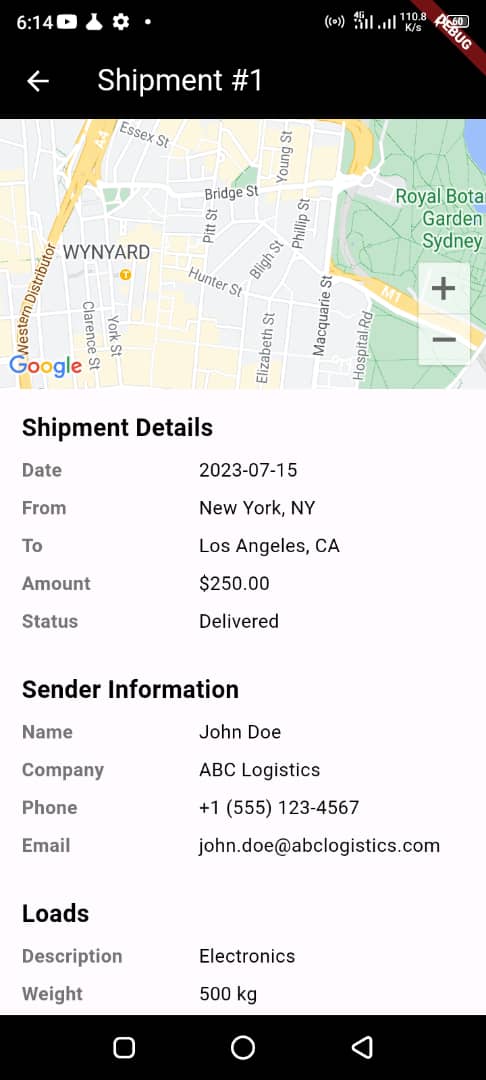 6:14
4G
110.8
K/s
60
DEBUG
Shipment #1
Essex St
A4
Young St
Bridge St
Royal Bota
Garden
Sydney
Pitt St
Phillip St
WYNYARD
Bligh St
T
Hunter St
Western Distributor
Macquarie St
M1
Clarence St
York St
Elizabeth St
Hospital Rd
+
−
Google
Shipment Details
Date 2023-07-15
From New York, NY
To Los Angeles, CA
Amount $250.00
Status Delivered
Sender Information
Name John Doe
Company ABC Logistics
Phone +1 (555) 123-4567
Email john.doe@abclogistics.com
Loads
Description Electronics
Weight 500 kg